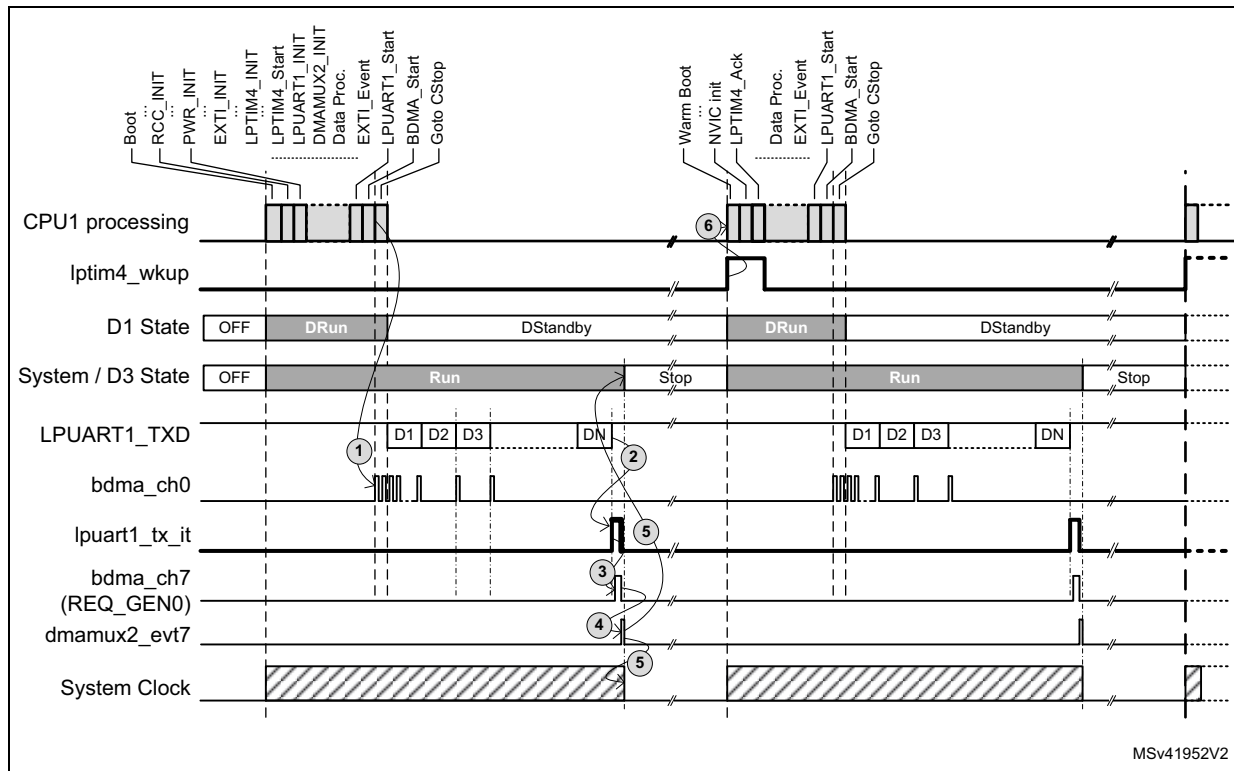 Boot
...
RCC_INIT
...
PWR_INIT
...
EXTI_INIT
...
LPTIM4_INIT
...
LPTIM4_Start
LPUART1_INIT
DMAMUX2_INIT
Data Proc.
EXTI_Event
LPUART1_Start
BDMA_Start
Goto CStop
Warm Boot
...
NVIC init
LPTIM4_Ack
Data Proc.
EXTI_Event
LPUART1_Start
BDMA_Start
Goto CStop
CPU1 processing
6
lptim4_wkup
D1 State OFF DRun DStandby DRun DStandby
System / D3 State OFF Run Stop Run Stop
LPUART1_TXD D1 D2 D3 DN D1 D2 D3 DN
1 2
bdma_ch0
lpuart1_tx_it 5
bdma_ch7 3
(REQ_GEN0)
dmamux2_evt7 4
5
System Clock
MSv41952V2